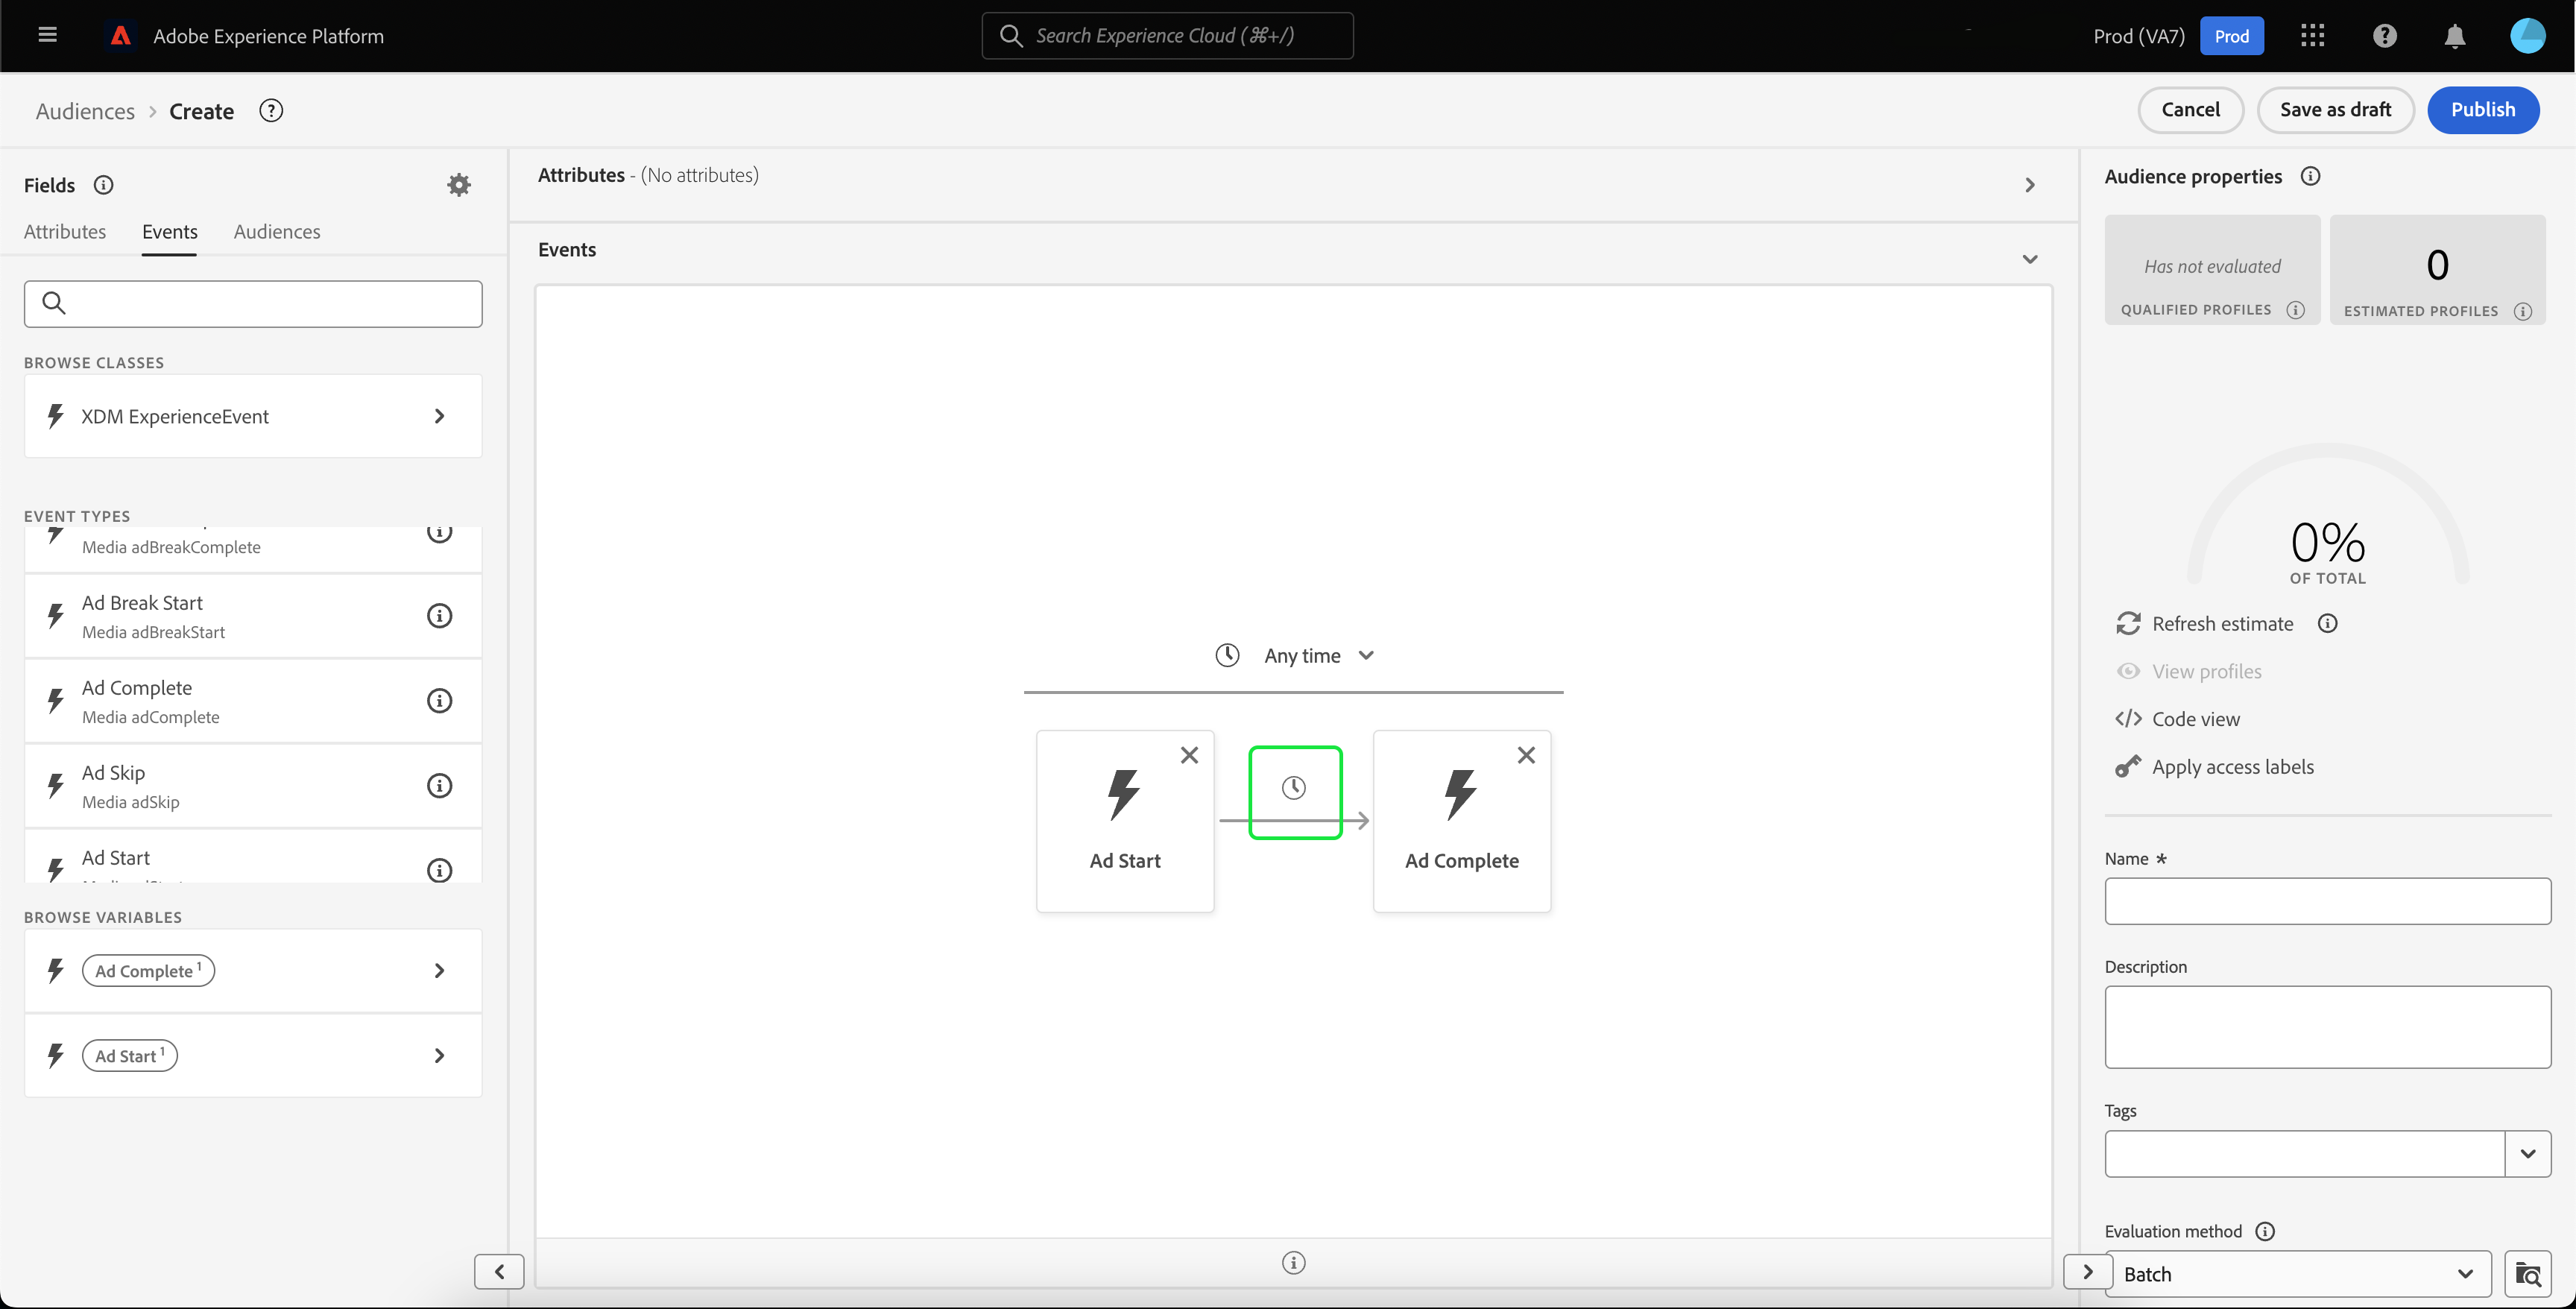 Adobe Experience Platform
Search Experience Cloud (⌘+/)
Prod (VA7)
Prod
Audiences
Create
Cancel
Save as draft
Publish
Fields
Attributes
Events
Audiences
BROWSE CLASSES
XDM ExperienceEvent
EVENT TYPES
Media adBreakComplete
Ad Break Start
Media adBreakStart
Ad Complete
Media adComplete
Ad Skip
Media adSkip
Ad Start
BROWSE VARIABLES
Ad Complete 1
Ad Start 1
Attributes - (No attributes)
Events
Any time
Ad Start
Ad Complete
Audience properties
Has not evaluated
QUALIFIED PROFILES
0
ESTIMATED PROFILES
0%
OF TOTAL
Refresh estimate
View profiles
Code view
Apply access labels
Name *
Description
Tags
Evaluation method
Batch